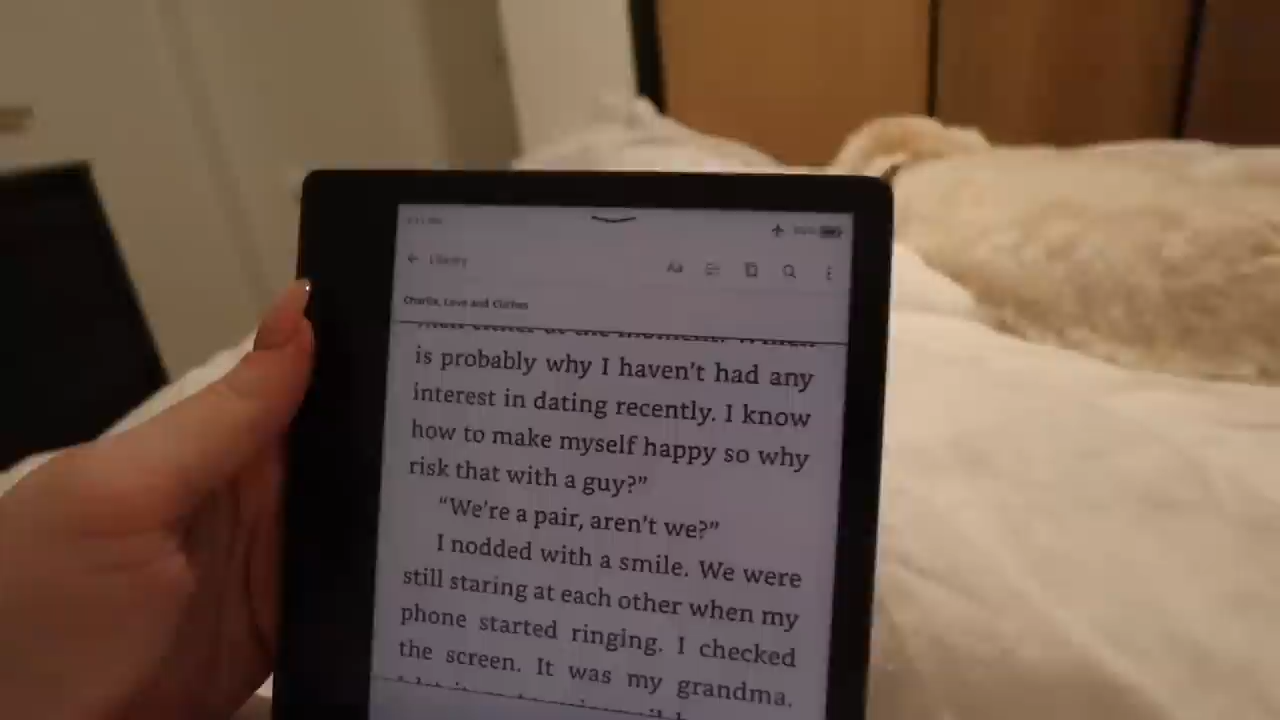 Library
Aa
Charlie, Love and Clichés
is probably why I haven't had any
interest in dating recently. I know
how to make myself happy so why
risk that with a guy?”
“We're a pair, aren't we?”
I nodded with a smile. We were
still staring at each other when my
phone started ringing. I checked
the screen. It was my grandma.